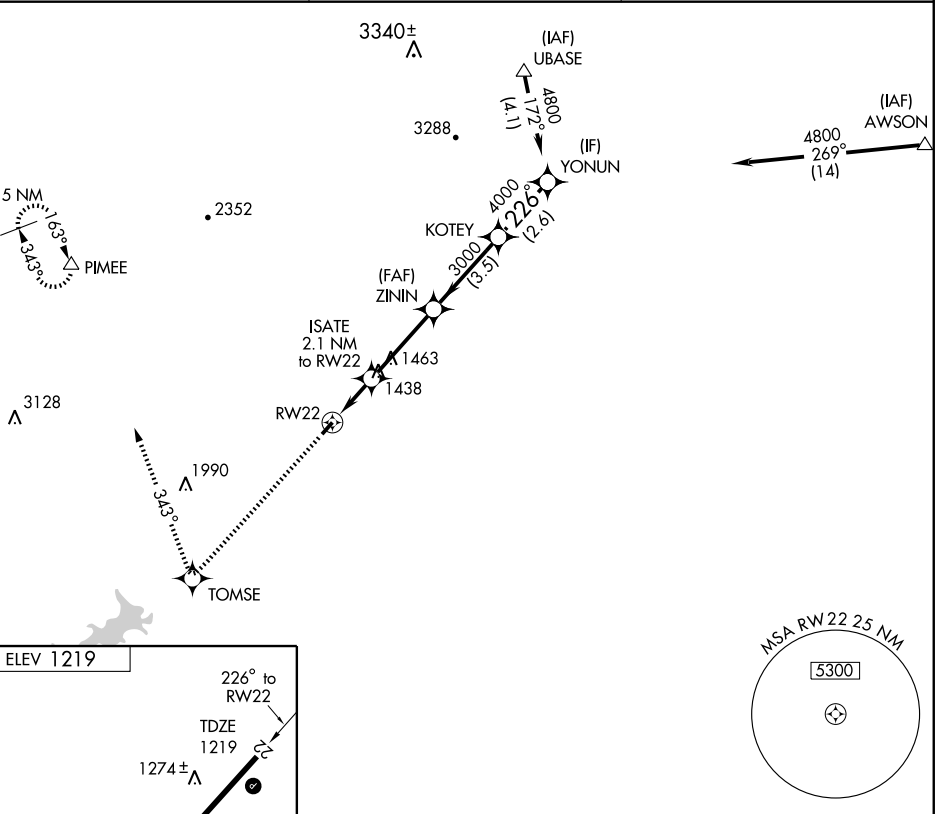 3340±
(IAF)
UBASE
4800
172°
(4.1)
(IAF)
AWSON
4800
269°
(14)
3288
(IF)
YONUN
4000
226°
(2.6)
KOTEY
3000
(3.5)
2352
5 NM
163°
343°
PIMEE
(FAF)
ZININ
ISATE
2.1 NM
to RW22
1463
1438
RW22
3128
1990
343°
TOMSE
MSA RW 22 25 NM
5300
ELEV 1219
226° to
RW22
TDZE
1219
22
1274±